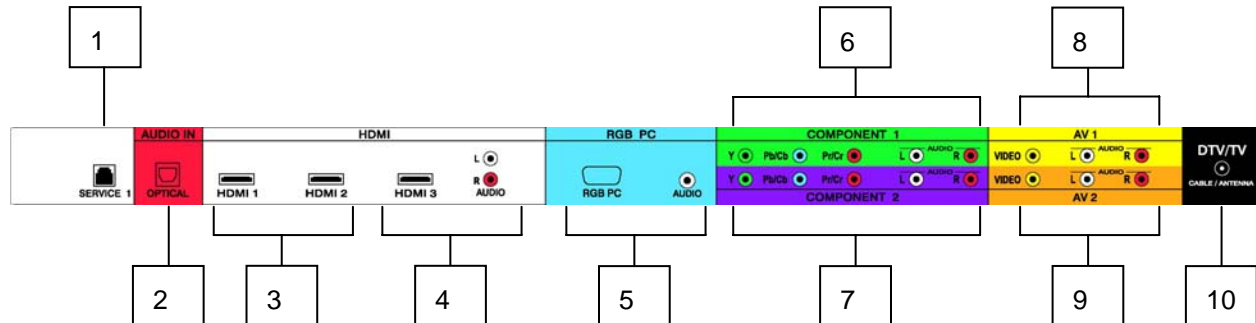 1
6
8
AUDIO IN
HDMI
RGB PC
COMPONENT 1
AV 1
DTV/TV
CABLE / ANTENNA
SERVICE 1
OPTICAL
HDMI 1
HDMI 2
HDMI 3
L
R
AUDIO
RGB PC
AUDIO
Y Pb/Cb Pr/Cr L AUDIO R
VIDEO L AUDIO R
Y Pb/Cb Pr/Cr L AUDIO R
VIDEO L AUDIO R
COMPONENT 2
AV 2
2
3
4
5
7
9
10